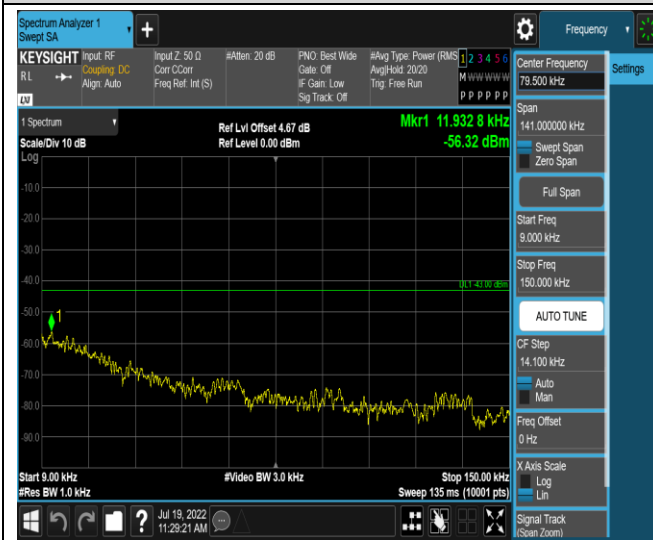 Spectrum Analyzer 1
Swept SA
+
Frequency
KEYSIGHT
RL
LXI
Input: RF
Coupling: DC
Align: Auto
Input Z: 50 Ω
Corr CCorr
Freq Ref: Int (S)
#Atten: 20 dB
PNO: Best Wide
Gate: Off
IF Gain: Low
Sig Track: Off
#Avg Type: Power (RMS
Avg|Hold: 20/20
Trig: Free Run
1 2 3 4 5 6
M W W W W W
P P P P P P
1 Spectrum
Scale/Div 10 dB
Log
Ref Lvl Offset 4.67 dB
Ref Level 0.00 dBm
Mkr1 11.932 8 kHz
-56.32 dBm
-10.0
-20.0
-30.0
-40.0
-50.0
-60.0
-70.0
-80.0
-90.0
DL1 -43.00 dBm
1
Start 9.00 kHz
#Res BW 1.0 kHz
#Video BW 3.0 kHz
Stop 150.00 kHz
Sweep 135 ms (10001 pts)
?
Jul 19, 2022
11:29:21 AM
Center Frequency
79.500 kHz
Span
141.000000 kHz
Swept Span
Zero Span
Full Span
Start Freq
9.000 kHz
Stop Freq
150.000 kHz
AUTO TUNE
CF Step
14.100 kHz
Auto
Man
Freq Offset
0 Hz
X Axis Scale
Log
Lin
Signal Track
(Span Zoom)
Settings